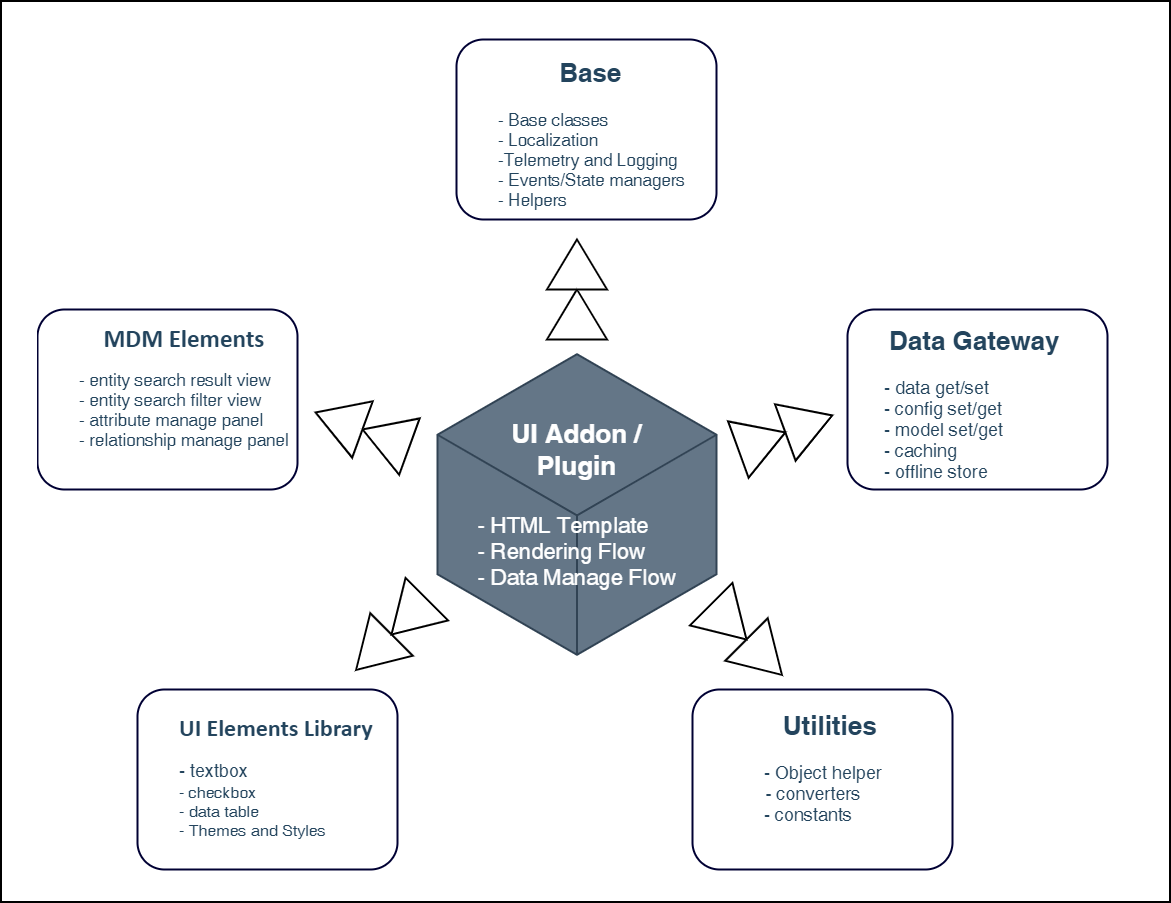 Base
- Base classes
- Localization
-Telemetry and Logging
- Events/State managers
- Helpers
MDM Elements
- entity search result view
- entity search filter view
- attribute manage panel
- relationship manage panel
UI Addon /
Plugin
- HTML Template
- Rendering Flow
- Data Manage Flow
Data Gateway
- data get/set
- config set/get
- model set/get
- caching
- offline store
UI Elements Library
- textbox
- checkbox
- data table
- Themes and Styles
Utilities
- Object helper
- converters
- constants